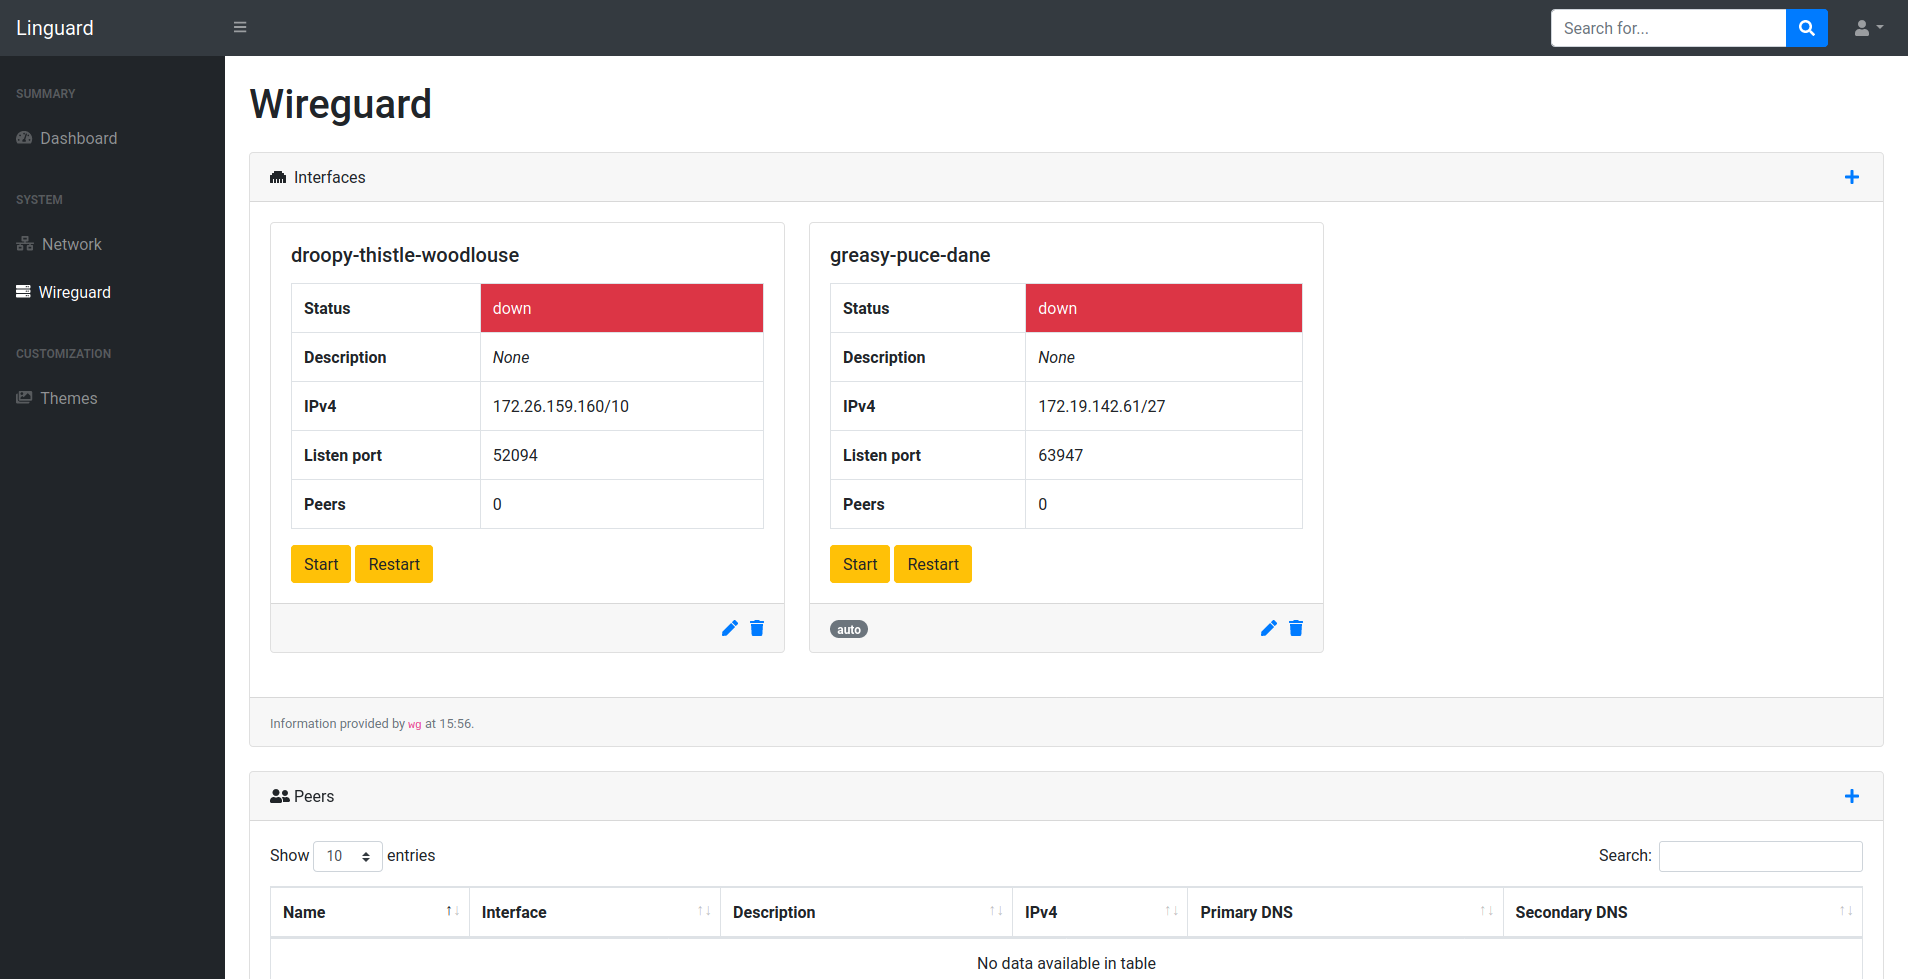 Linguard
Search for...
SUMMARY
Dashboard
SYSTEM
Network
Wireguard
CUSTOMIZATION
Themes
Wireguard
Interfaces
droopy-thistle-woodlouse
Status down
Description None
IPv4 172.26.159.160/10
Listen port 52094
Peers 0
Start Restart
greasy-puce-dane
Status down
Description None
IPv4 172.19.142.61/27
Listen port 63947
Peers 0
Start Restart
auto
Information provided by wg at 15:56.
Peers
Show 10 entries Search:
Name Interface Description IPv4 Primary DNS Secondary DNS
No data available in table